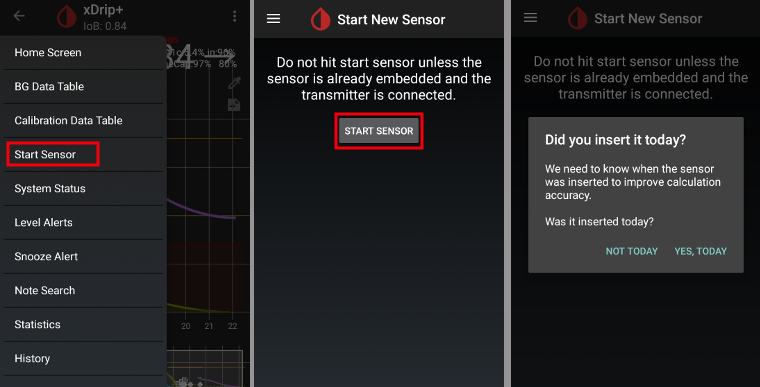 xDrip+
IoB: 0.84
Home Screen
BG Data Table
Calibration Data Table
Start Sensor
System Status
Level Alerts
Snooze Alert
Note Search
Statistics
History
20 21 22
Start New Sensor
Do not hit start sensor unless the
sensor is already embedded and the
transmitter is connected.
START SENSOR
Start New Sensor
Do not hit start sensor unless the
sensor is already embedded and the
transmitter is connected.
Did you insert it today?
We need to know when the sensor
was inserted to improve calculation
accuracy.
Was it inserted today?
NOT TODAY YES, TODAY